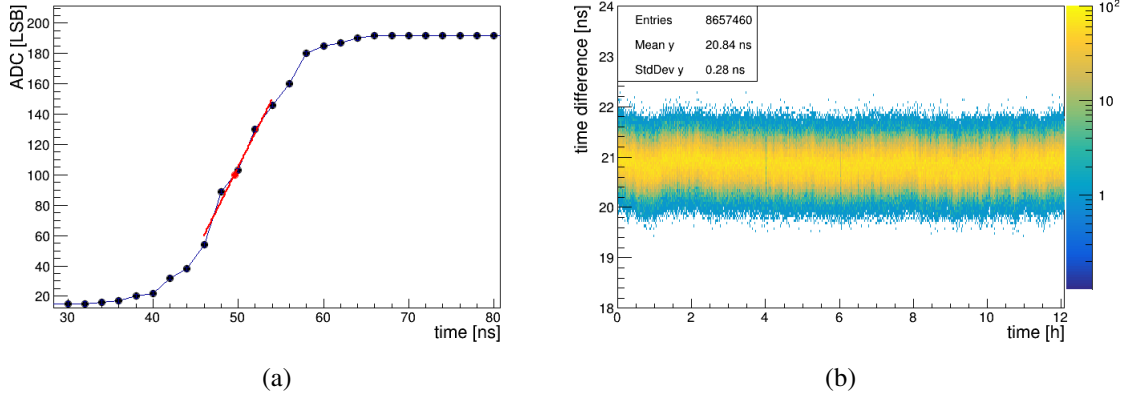 ADC [LSB]
200
180
160
140
120
100
80
60
40
20
30 40 50 60 70 80
time [ns]
(a)
time difference [ns]
24
23
22
21
20
19
18
Entries 8657460
Mean y 20.84 ns
StdDev y 0.28 ns
10²
10
1
0 2 4 6 8 10 12
time [h]
(b)